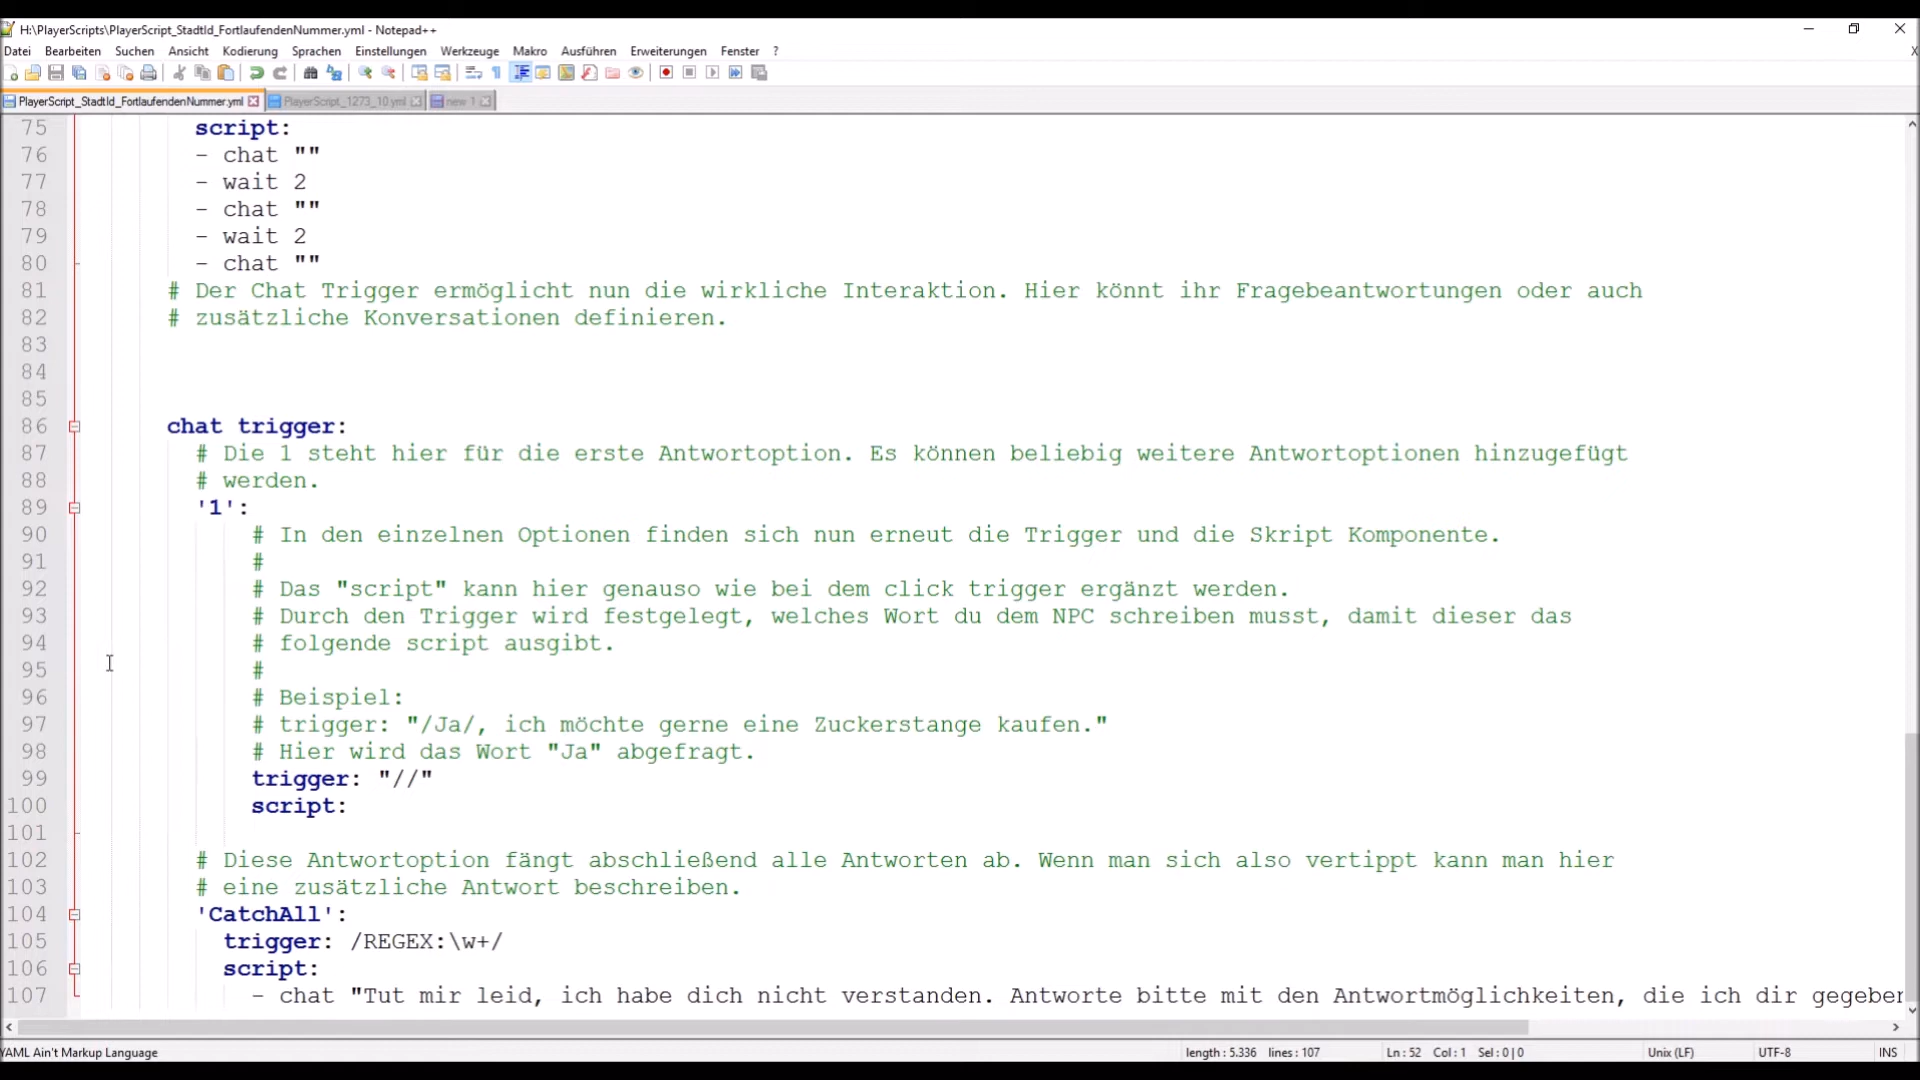 H:\PlayerScripts\PlayerScript_StadtId_FortlaufendenNummer.yml - Notepad++
Datei Bearbeiten Suchen Ansicht Kodierung Sprachen Einstellungen Werkzeuge Makro Ausführen Erweiterungen Fenster ? X
PlayerScript_StadtId_FortlaufendenNummer.yml PlayerScript_1273_10.yml new 1
75 script:
76 - chat ""
77 - wait 2
78 - chat ""
79 - wait 2
80 - chat ""
81 # Der Chat Trigger ermöglicht nun die wirkliche Interaktion. Hier könnt ihr Fragebeantwortungen oder auch
82 # zusätzliche Konversationen definieren.
83
84
85
86 chat trigger:
87 # Die 1 steht hier für die erste Antwortoption. Es können beliebig weitere Antwortoptionen hinzugefügt
88 # werden.
89 '1':
90 # In den einzelnen Optionen finden sich nun erneut die Trigger und die Skript Komponente.
91 #
92 # Das "script" kann hier genauso wie bei dem click trigger ergänzt werden.
93 # Durch den Trigger wird festgelegt, welches Wort du dem NPC schreiben musst, damit dieser das
94 # folgende script ausgibt.
95 #
96 # Beispiel:
97 # trigger: "/Ja/, ich möchte gerne eine Zuckerstange kaufen."
98 # Hier wird das Wort "Ja" abgefragt.
99 trigger: "//"
100 script:
101
102 # Diese Antwortoption fängt abschließend alle Antworten ab. Wenn man sich also vertippt kann man hier
103 # eine zusätzliche Antwort beschreiben.
104 'CatchAll':
105 trigger: /REGEX:\w+/
106 script:
107 - chat "Tut mir leid, ich habe dich nicht verstanden. Antworte bitte mit den Antwortmöglichkeiten, die ich dir gegeben
YAML Ain't Markup Language length : 5.336 lines : 107 Ln : 52 Col : 1 Sel : 0 | 0 Unix (LF) UTF-8 INS